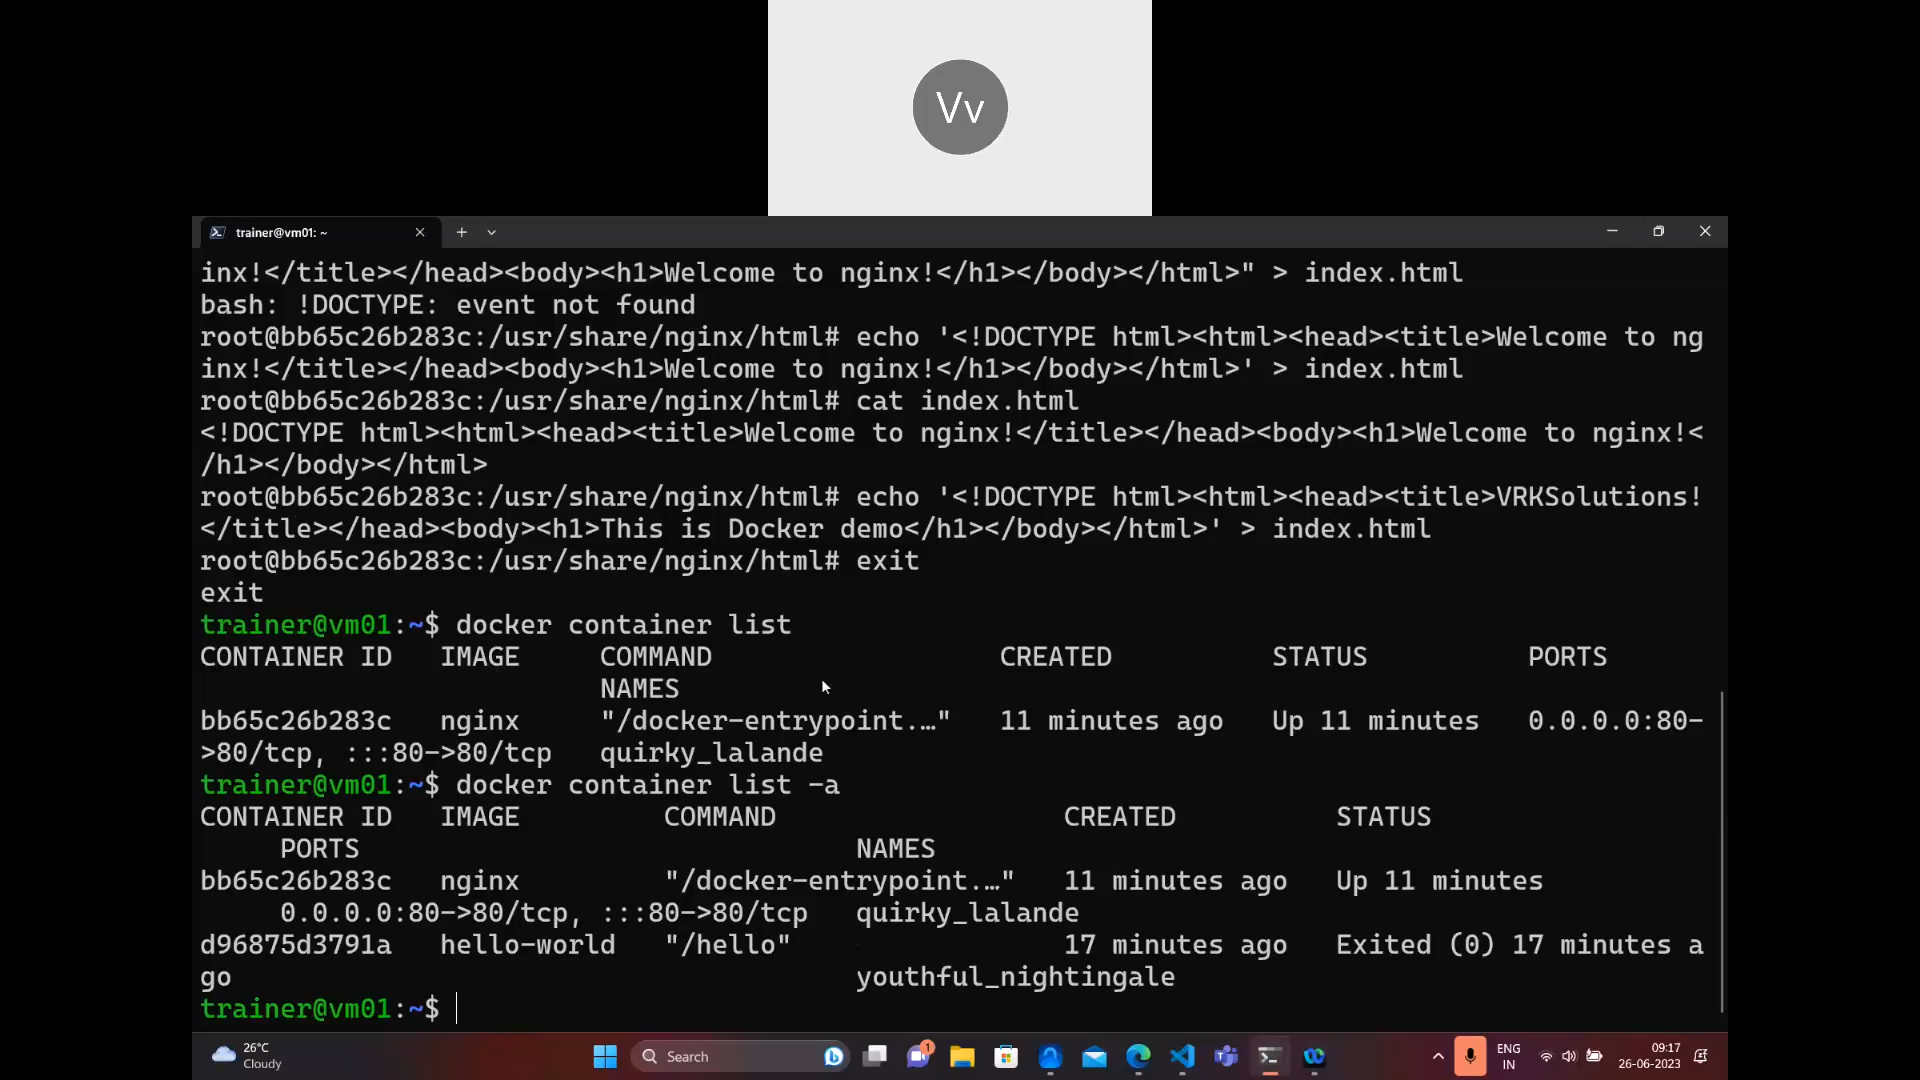 Vv
trainer@vm01: ~
inx!</title></head><body><h1>Welcome to nginx!</h1></body></html>" > index.html
bash: !DOCTYPE: event not found
root@bb65c26b283c:/usr/share/nginx/html# echo '<!DOCTYPE html><html><head><title>Welcome to ng
inx!</title></head><body><h1>Welcome to nginx!</h1></body></html>' > index.html
root@bb65c26b283c:/usr/share/nginx/html# cat index.html
<!DOCTYPE html><html><head><title>Welcome to nginx!</title></head><body><h1>Welcome to nginx!<
/h1></body></html>
root@bb65c26b283c:/usr/share/nginx/html# echo '<!DOCTYPE html><html><head><title>VRKSolutions!
</title></head><body><h1>This is Docker demo</h1></body></html>' > index.html
root@bb65c26b283c:/usr/share/nginx/html# exit
exit
trainer@vm01:~$ docker container list
CONTAINER ID   IMAGE     COMMAND                  CREATED          STATUS          PORTS
                         NAMES
bb65c26b283c   nginx     "/docker-entrypoint.…"   11 minutes ago   Up 11 minutes   0.0.0.0:80-
>80/tcp, :::80->80/tcp   quirky_lalande
trainer@vm01:~$ docker container list -a
CONTAINER ID   IMAGE         COMMAND                  CREATED          STATUS
     PORTS                               NAMES
bb65c26b283c   nginx         "/docker-entrypoint.…"   11 minutes ago   Up 11 minutes
     0.0.0.0:80->80/tcp, :::80->80/tcp   quirky_lalande
d96875d3791a   hello-world   "/hello"                 17 minutes ago   Exited (0) 17 minutes a
go                                       youthful_nightingale
trainer@vm01:~$
26°C
Cloudy
Search
1
ENG
IN
09:17
26-06-2023